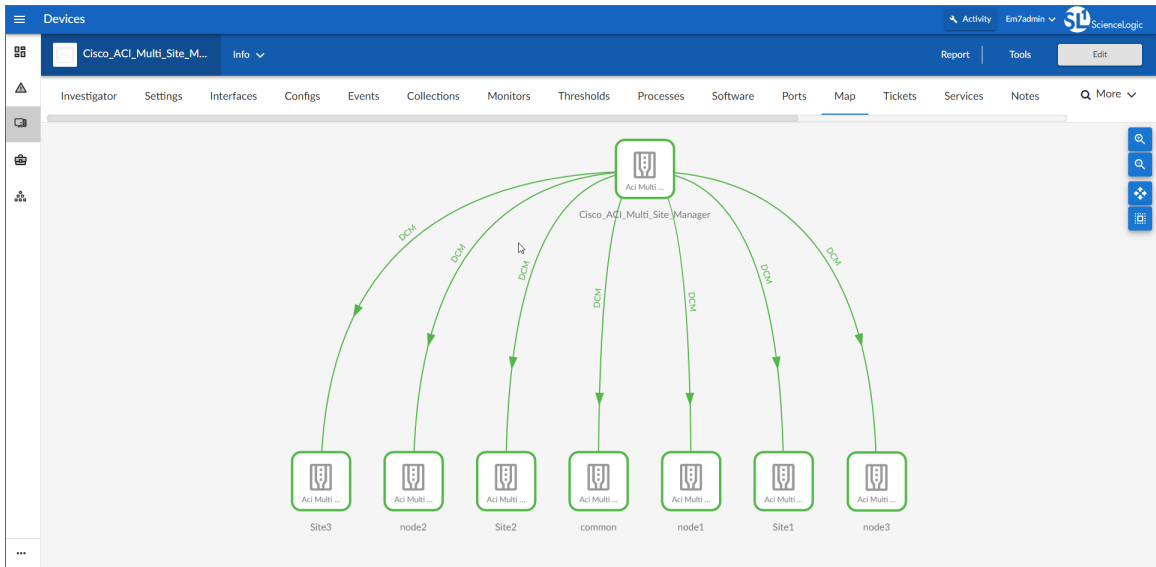 Devices
Activity
Em7admin
SL1 ScienceLogic
Cisco_ACI_Multi_Site_M...
Info
Report
Tools
Edit
Investigator
Settings
Interfaces
Configs
Events
Collections
Monitors
Thresholds
Processes
Software
Ports
Map
Tickets
Services
Notes
More
Aci Multi ...
Cisco_ACI_Multi_Site_Manager
DCM
DCM
DCM
DCM
DCM
DCM
DCM
Aci Multi ...
Aci Multi ...
Aci Multi ...
Aci Multi ...
Aci Multi ...
Aci Multi ...
Aci Multi ...
Site3
node2
Site2
common
node1
Site1
node3